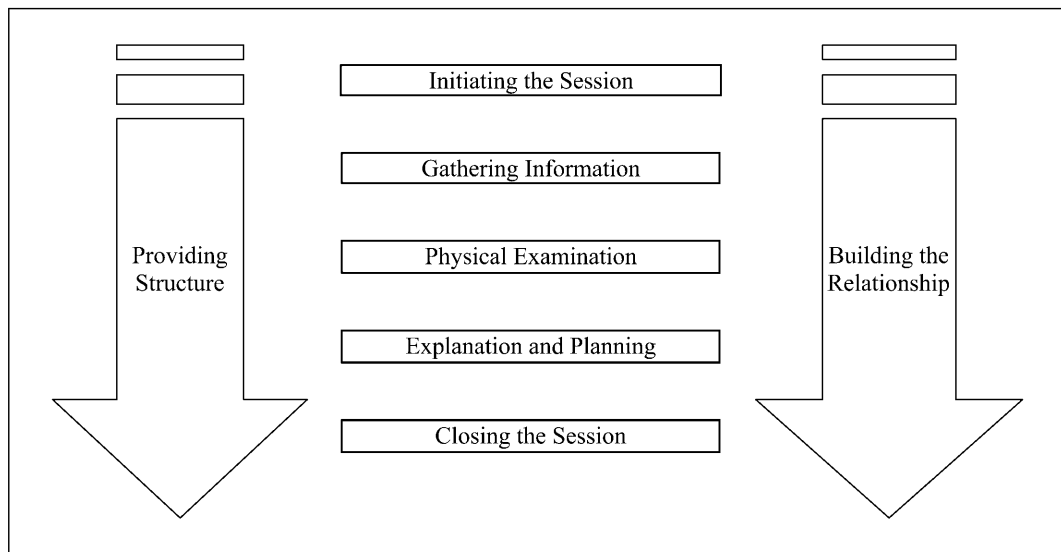 Initiating the Session
Gathering Information
Providing
Structure
Physical Examination
Building the
Relationship
Explanation and Planning
Closing the Session